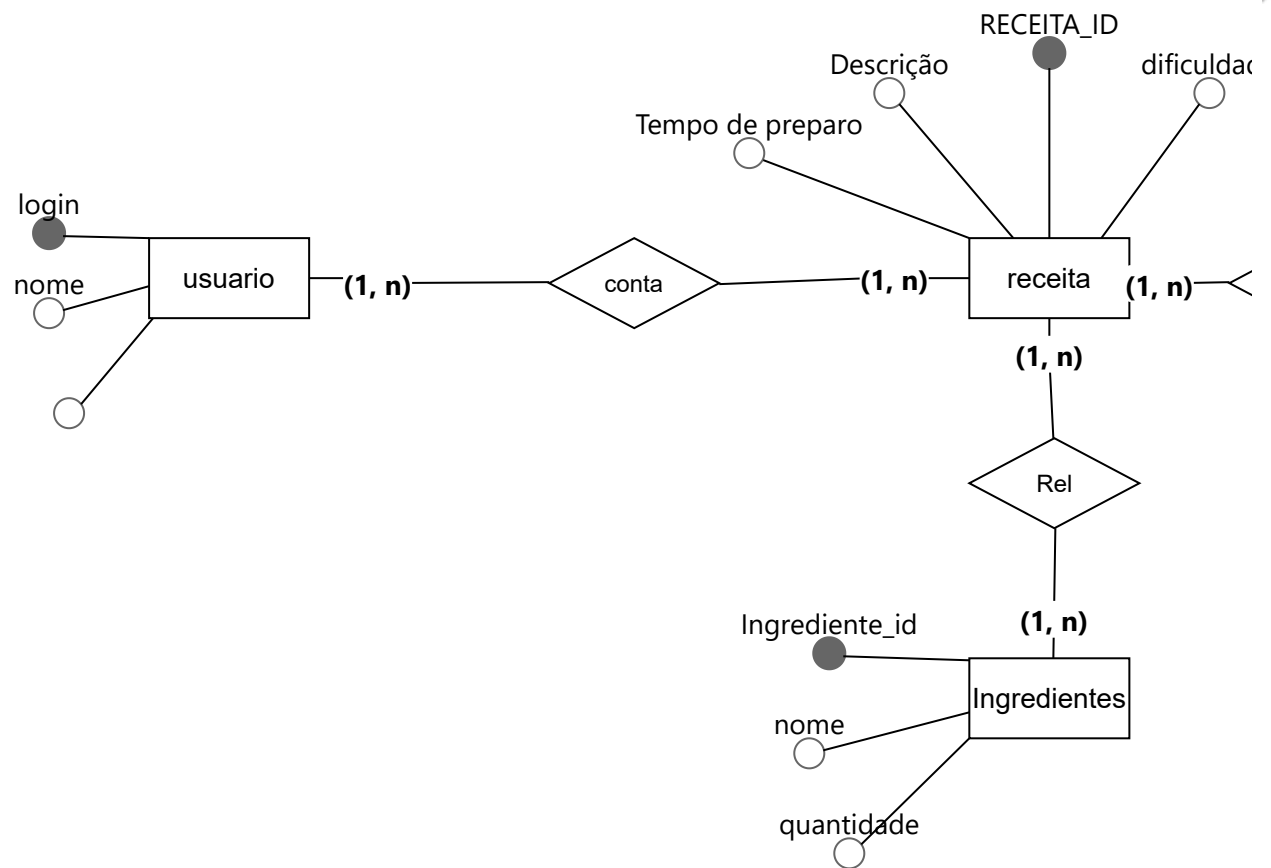 RECEITA_ID
Descrição
dificuldad
Tempo de preparo
login
nome
usuario
(1, n)
conta
(1, n)
receita
(1, n)
(1, n)
Rel
(1, n)
Ingrediente_id
Ingredientes
nome
quantidade